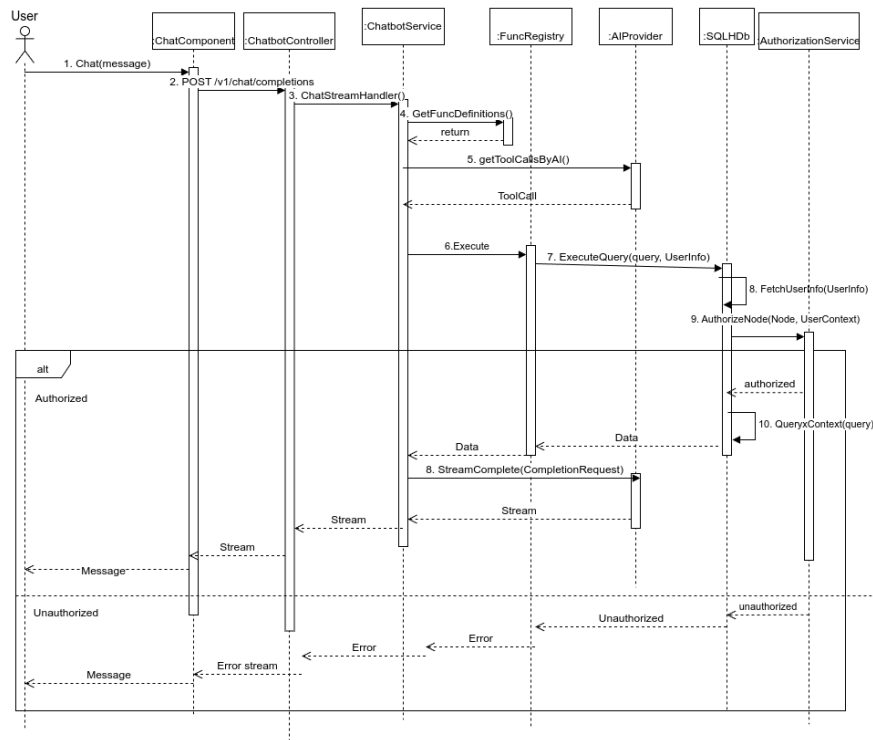 User
:ChatComponent
:ChatbotController
:ChatbotService
:FuncRegistry
:AIProvider
:SQLHDb
:AuthorizationService
1. Chat(message)
2. POST /v1/chat/completions
3. ChatStreamHandler()
4. GetFuncDefinitions()
return
5. getToolCallsByAI()
ToolCall
6.Execute
7. ExecuteQuery(query, UserInfo)
8. FetchUserInfo(UserInfo)
9. AuthorizeNode(Node, UserContext)
alt
Authorized
authorized
10. QueryxContext(query)
Data
Data
8. StreamComplete(CompletionRequest)
Stream
Stream
Stream
Message
Unauthorized
unauthorized
Unauthorized
Error
Error
Error stream
Message